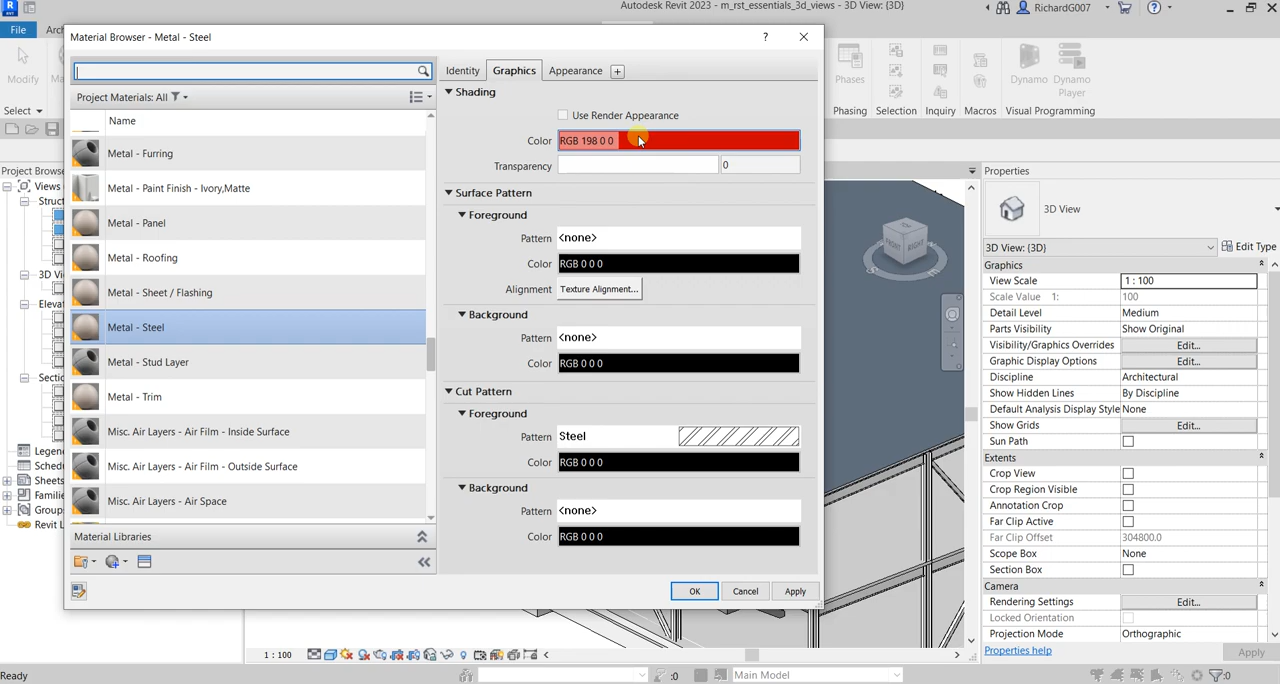 Autodesk Revit 2023 - m_rst_essentials_3d_views - 3D View: {3D}
RichardG007
File
Material Browser - Metal - Steel
Modify
Select
Phases
Dynamo
Dynamo Player
Phasing
Selection
Inquiry
Macros
Visual Programming
Project Materials: All
Name
Metal - Furring
Metal - Paint Finish - Ivory,Matte
Metal - Panel
Metal - Roofing
Metal - Sheet / Flashing
Metal - Steel
Metal - Stud Layer
Metal - Trim
Misc. Air Layers - Air Film - Inside Surface
Misc. Air Layers - Air Film - Outside Surface
Misc. Air Layers - Air Space
Material Libraries
Identity
Graphics
Appearance
Shading
Use Render Appearance
Color RGB 198 0 0
Transparency 0
Surface Pattern
Foreground
Pattern <none>
Color RGB 0 0 0
Alignment Texture Alignment...
Background
Pattern <none>
Color RGB 0 0 0
Cut Pattern
Foreground
Pattern Steel
Color RGB 0 0 0
Background
Pattern <none>
Color RGB 0 0 0
OK
Cancel
Apply
Views
FRONT
RIGHT
Properties
3D View
3D View: {3D}
Edit Type
Graphics
View Scale 1 : 100
Scale Value 1: 100
Detail Level Medium
Parts Visibility Show Original
Visibility/Graphics Overrides Edit...
Graphic Display Options Edit...
Discipline Architectural
Show Hidden Lines By Discipline
Default Analysis Display Style None
Show Grids Edit...
Sun Path
Extents
Crop View
Crop Region Visible
Annotation Crop
Far Clip Active
Far Clip Offset 304800.0
Scope Box None
Section Box
Camera
Rendering Settings Edit...
Locked Orientation
Projection Mode Orthographic
Properties help
Apply
1 : 100
Ready
:0
Main Model
:0